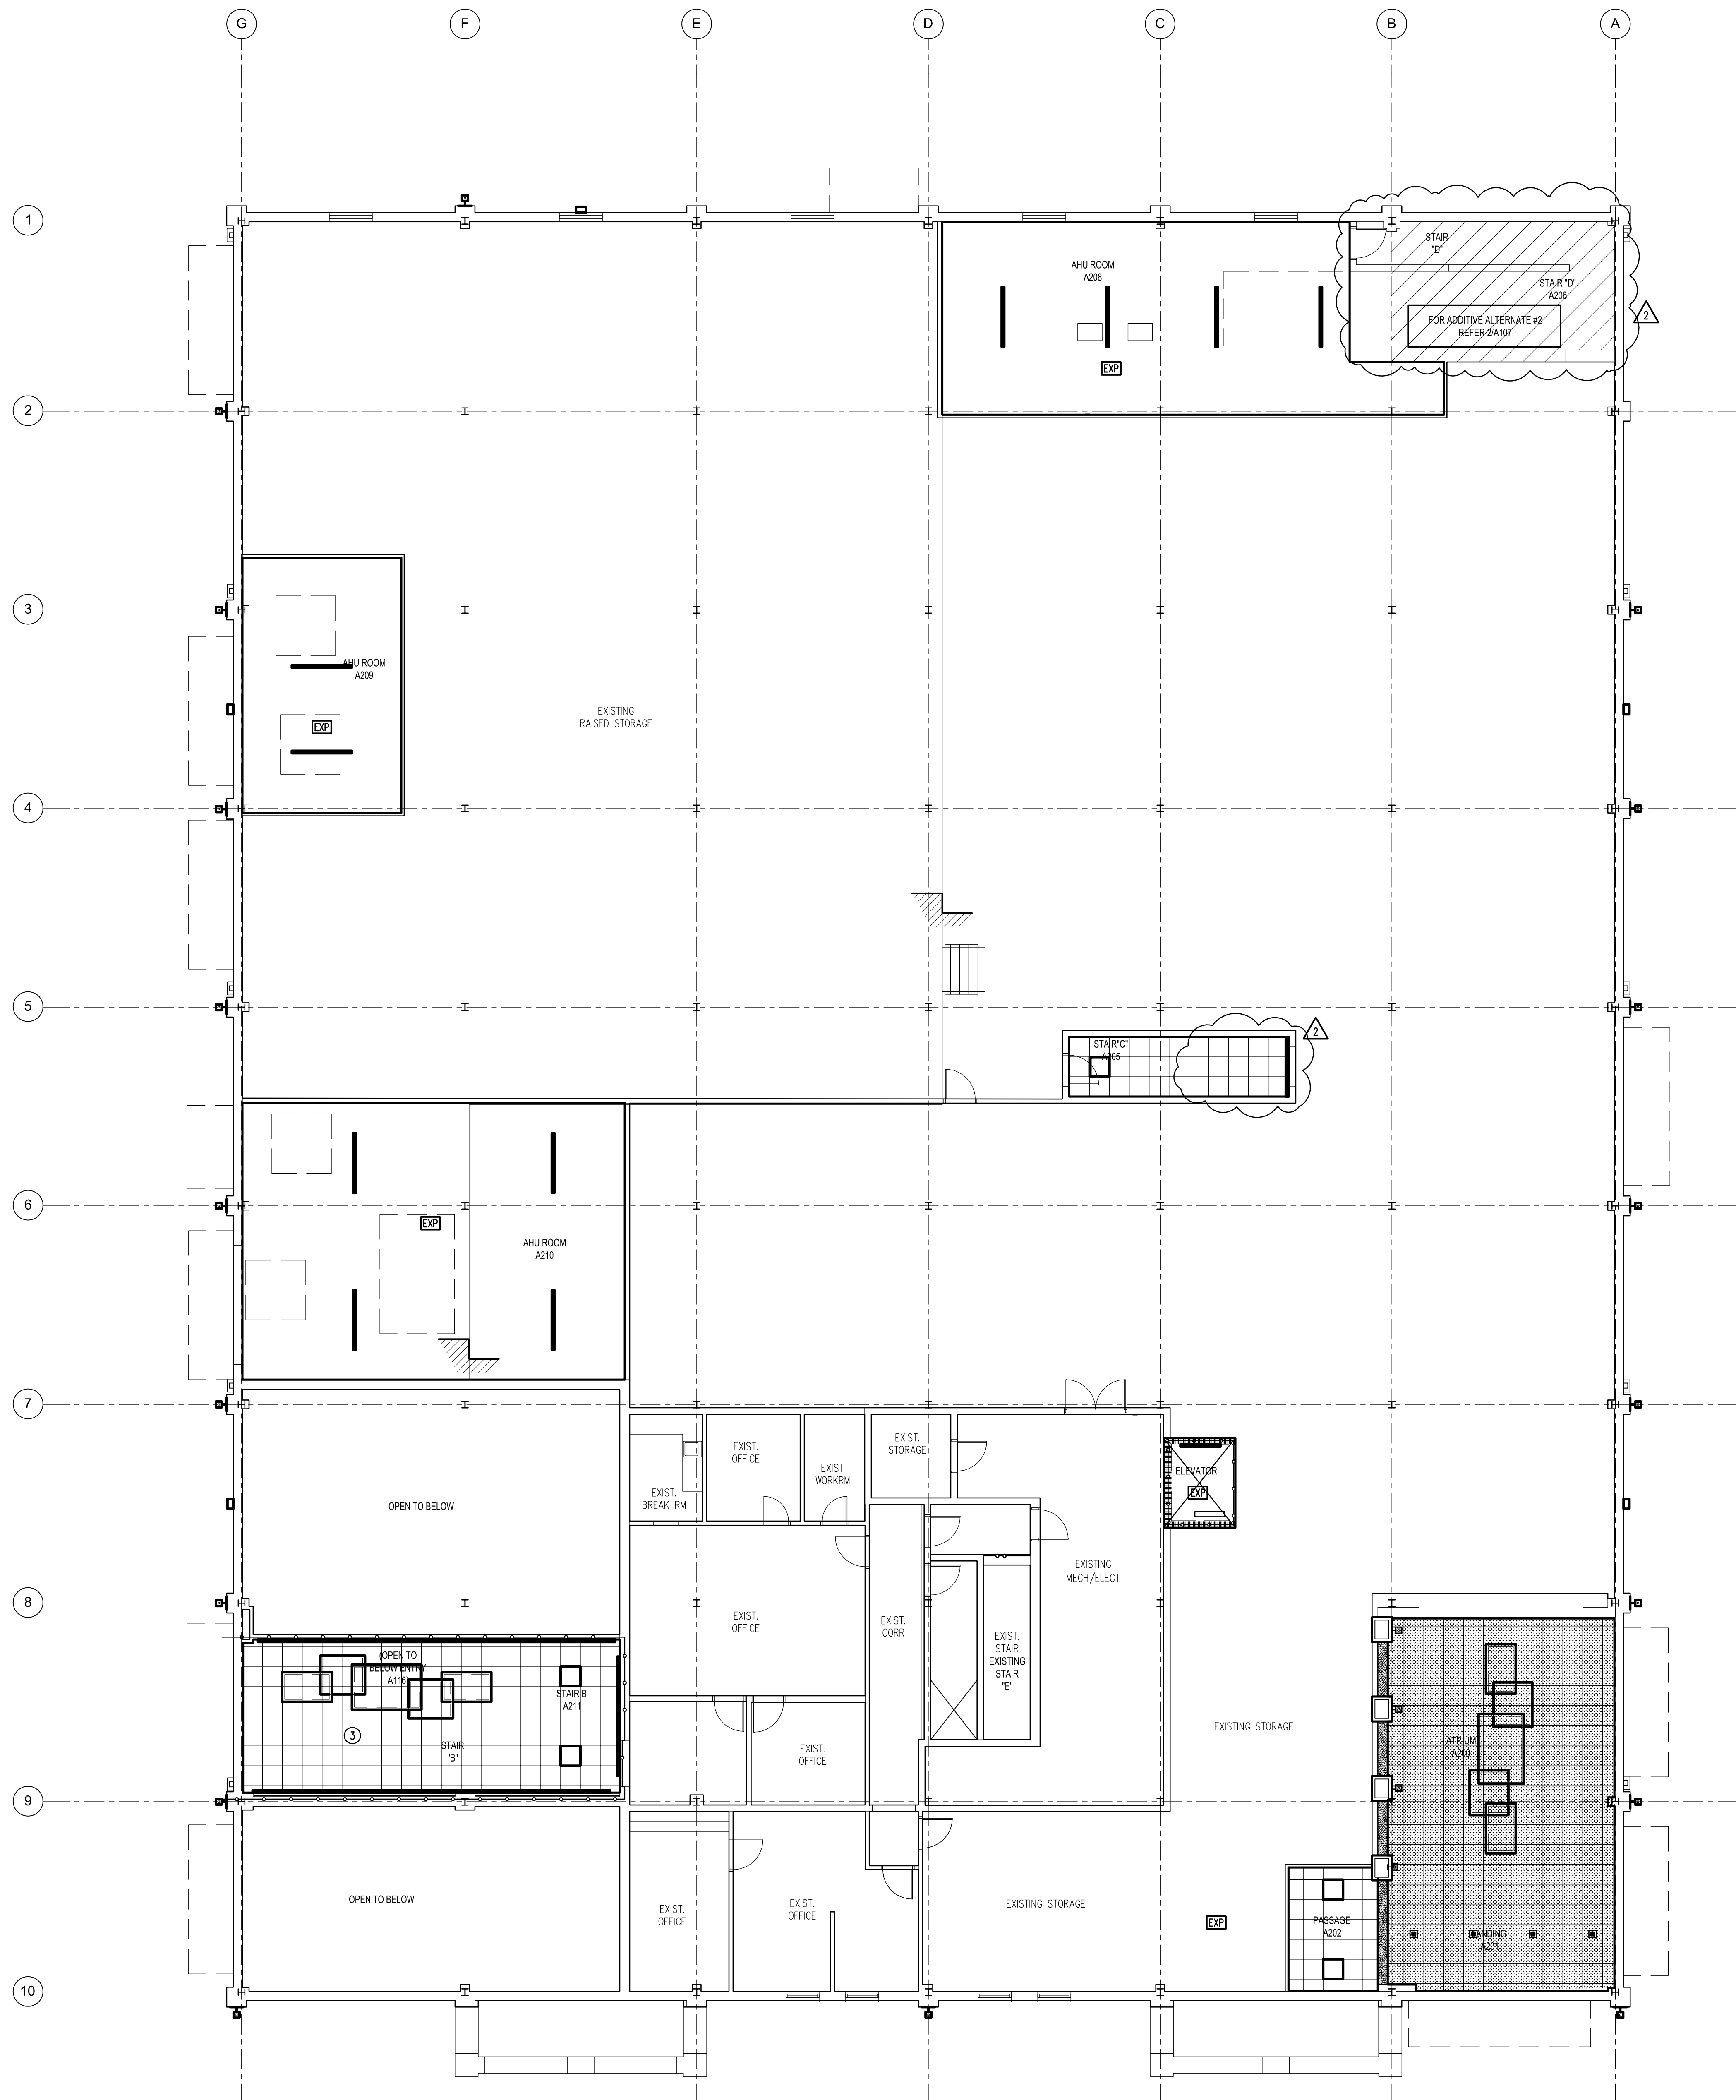 G
F
E
D
C
B
A
1
STAIR
"D"
AHU ROOM
A208
STAIR "D"
A206
FOR ADDITIVE ALTERNATE #2
REFER 2/A107
2
EXP
2
3
AHU ROOM
A209
EXISTING
RAISED STORAGE
EXP
4
5
2
STAIR"C"
A205
6
EXP
AHU ROOM
A210
7
EXIST.
OFFICE
EXIST.
STORAGE
EXIST
WORKRM
EXIST.
BREAK RM
ELEVATOR
EXP
OPEN TO BELOW
EXISTING
MECH/ELECT
8
EXIST.
OFFICE
EXIST.
CORR
EXIST.
STAIR
EXISTING
STAIR
"E"
(OPEN TO
BELOW ENTRY
A116)
STAIR B
A211
3
STAIR
"B"
EXISTING STORAGE
EXIST.
OFFICE
ATRIUM
A200
9
OPEN TO BELOW
EXIST.
OFFICE
EXIST.
OFFICE
EXISTING STORAGE
EXP
PASSAGE
A202
LANDING
A201
10